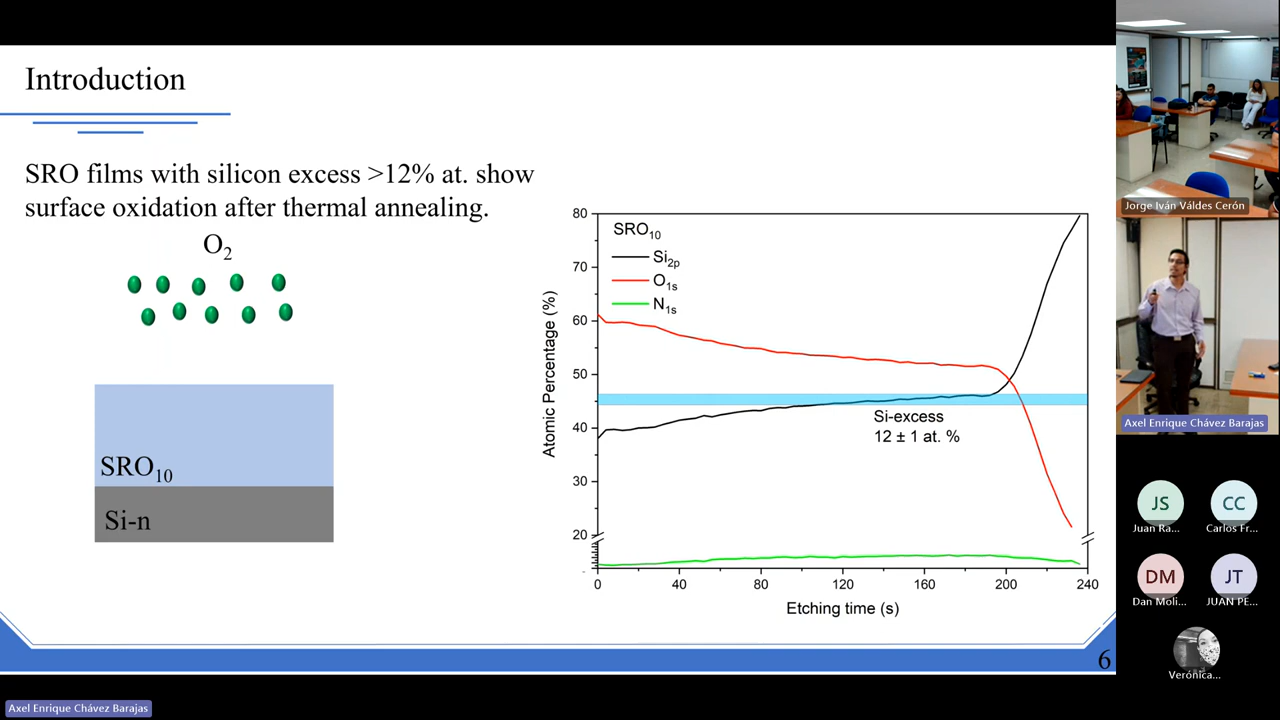 Introduction
SRO films with silicon excess >12% at. show
surface oxidation after thermal annealing.
O2
SRO10
Si-n
80
70
60
50
40
30
20
Atomic Percentage (%)
SRO10
Si2p
O1s
N1s
Si-excess
12 ± 1 at. %
0
40
80
120
160
200
240
Etching time (s)
6
Jorge Iván Váldes Cerón
Axel Enrique Chávez Barajas
JS
Juan Ra...
CC
Carlos Fr...
DM
Dan Moli...
JT
JUAN PE...
Verónica...
Axel Enrique Chávez Barajas